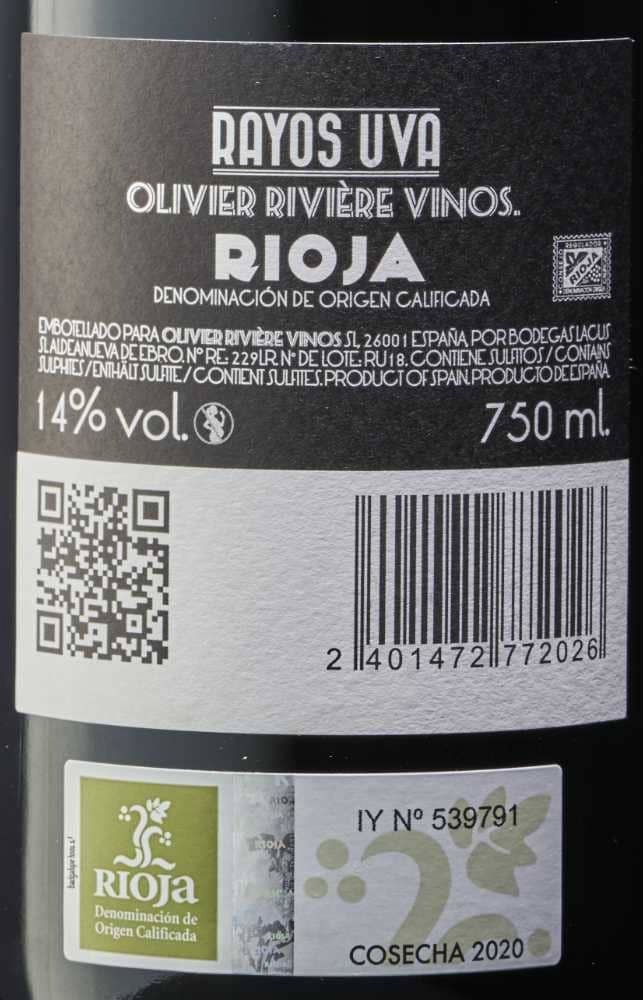 RAYOS UVA
OLIVIER RIVIÈRE VINOS.
RIOJA
DENOMINACIÓN DE ORIGEN CALIFICADA
RIOJA
EMBOTELLADO PARA OLIVIER RIVIÈRE VINOS SL, 26001 ESPAÑA, POR BODEGAS LACUS
SL ALDEANUEVA DE EBRO. Nº RE: 229LR. Nº DE LOTE: RU18. CONTIENE SULFITOS / CONTAINS
SULPHITES / ENTHÄLT SULFITE / CONTIENT SULFITES. PRODUCT OF SPAIN. PRODUCTO DE ESPAÑA
14% vol.
750 ml.
2 401472 772026
IY Nº 539791
RIOJA
Denominación de
Origen Calificada
RIOJA
COSECHA 2020